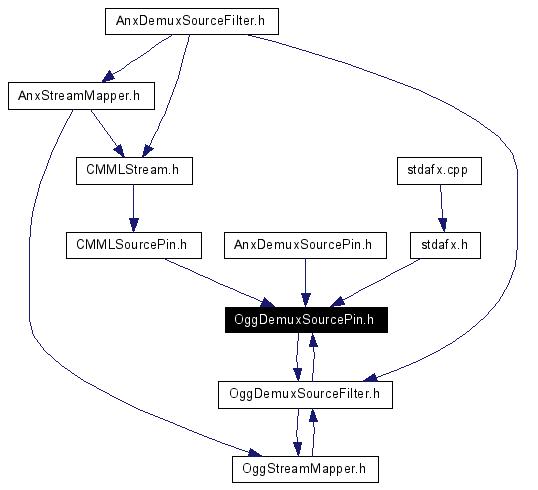 AnxDemuxSourceFilter.h
AnxStreamMapper.h
CMMLStream.h
stdafx.cpp
CMMLSourcePin.h
AnxDemuxSourcePin.h
stdafx.h
OggDemuxSourcePin.h
OggDemuxSourceFilter.h
OggStreamMapper.h